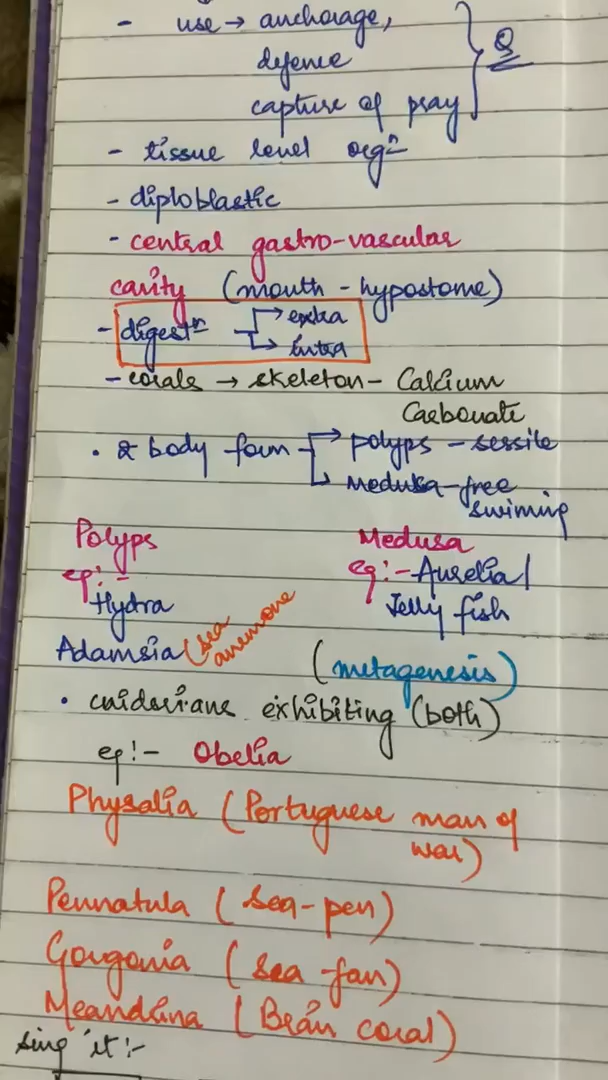 - use → anchorage,
defence
capture of pray } Q
- tissue level orgⁿ
- diploblastic
- central gastro-vascular
cavity (mouth - hypostome)
- digestⁿ → extra
→ intra
- corals → skeleton - Calcium
Carbonate
• 2 body form → polyps - sessile
→ Medusa - free
swiming
Polyps
eg:-
Hydra
Adamsia (sea
anemone
Medusa
eg:- Aurelia/
Jelly fish
(metagenesis)
• cnidarians exhibiting (both)
eg:- Obelia
Physalia (Portuguese man of
war)
Pennatula (sea-pen)
Gorgonia (sea-fan)
Meandrina (Brain coral)
sing it:-